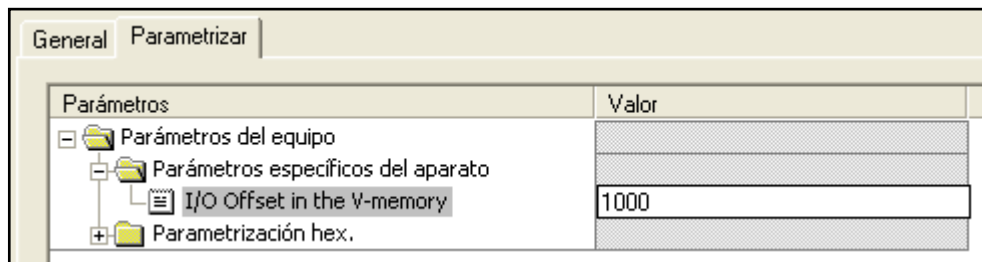 General Parametrizar
Parámetros Valor
Parámetros del equipo
Parámetros específicos del aparato
I/O Offset in the V-memory 1000
Parametrización hex.